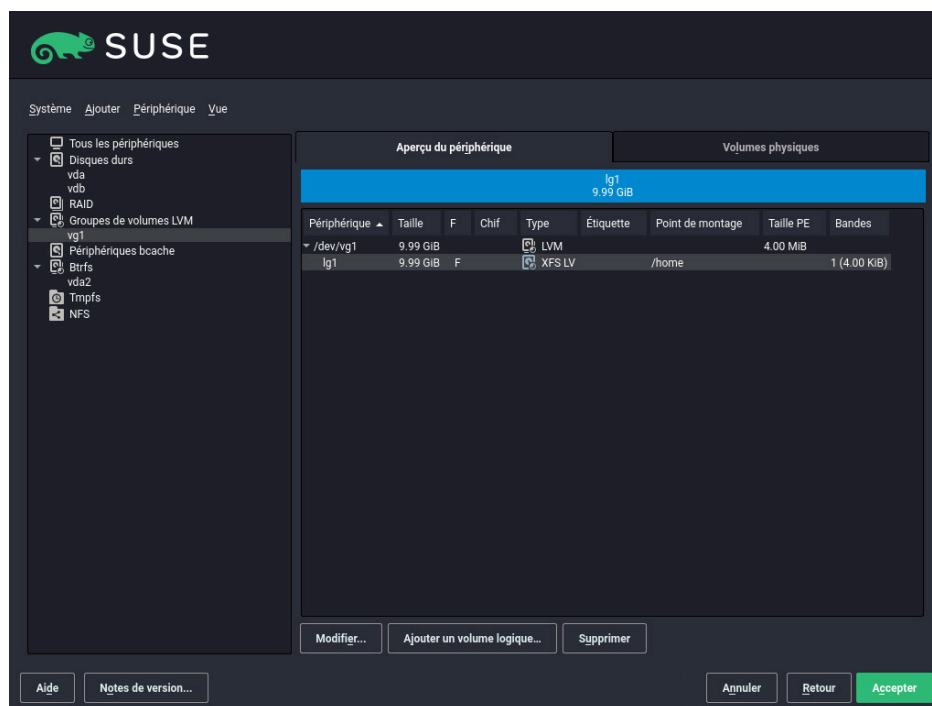 SUSE
Système Ajouter Périphérique Vue
Tous les périphériques
Disques durs
vda
vdb
RAID
Groupes de volumes LVM
vg1
Périphériques bcache
Btrfs
vda2
Tmpfs
NFS
Aperçu du périphérique Volumes physiques
lg1
9.99 GiB
Périphérique Taille F Chif Type Étiquette Point de montage Taille PE Bandes
/dev/vg1 9.99 GiB LVM 4.00 MiB
lg1 9.99 GiB F XFS LV /home 1 (4.00 KiB)
Modifier... Ajouter un volume logique... Supprimer
Aide Notes de version... Annuler Retour Accepter